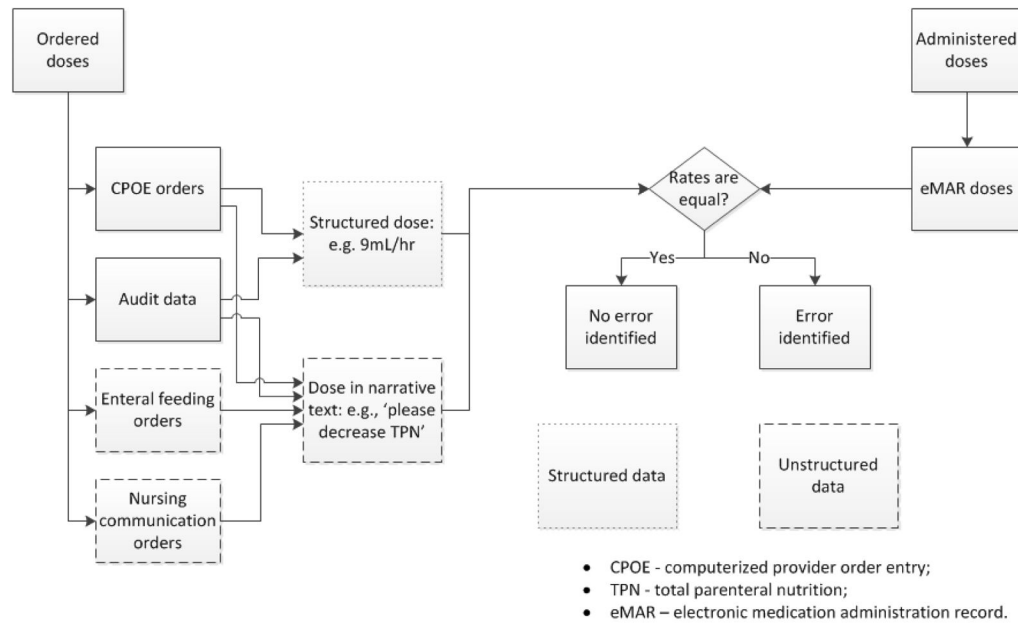 Ordered
doses
Administered
doses
CPOE orders
Structured dose:
e.g. 9mL/hr
Rates are
equal?
eMAR doses
Audit data
Yes
No
No error
identified
Error
identified
Enteral feeding
orders
Dose in narrative
text: e.g., ‘please
decrease TPN’
Nursing
communication
orders
Structured data
Unstructured
data
• CPOE - computerized provider order entry;
• TPN - total parenteral nutrition;
• eMAR – electronic medication administration record.